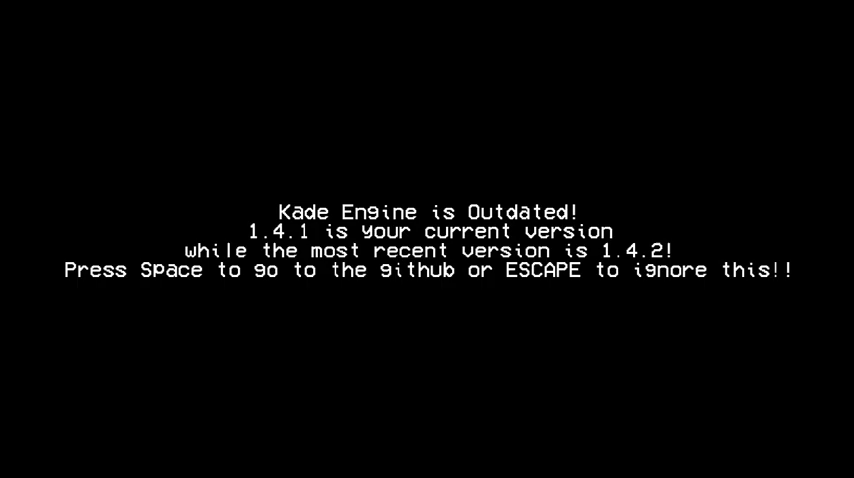 Kade Engine is Outdated!
1.4.1 is your current version
while the most recent version is 1.4.2!
Press Space to go to the github or ESCAPE to ignore this!!